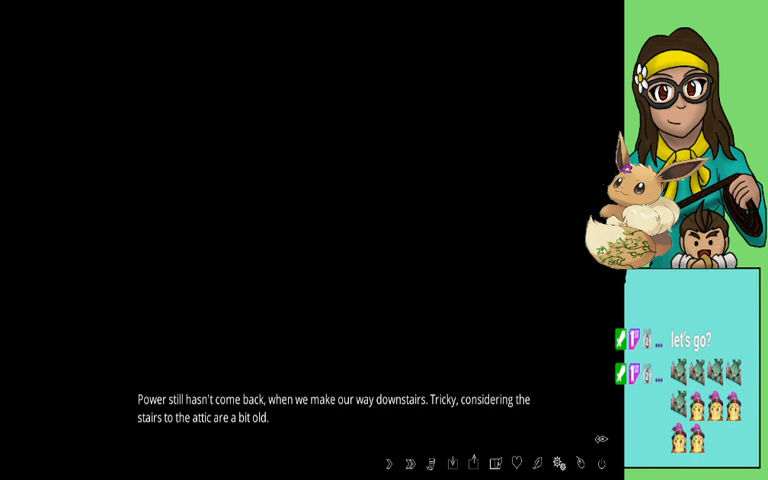 Power still hasn't come back, when we make our way downstairs. Tricky, considering the
stairs to the attic are a bit old.
let's go?